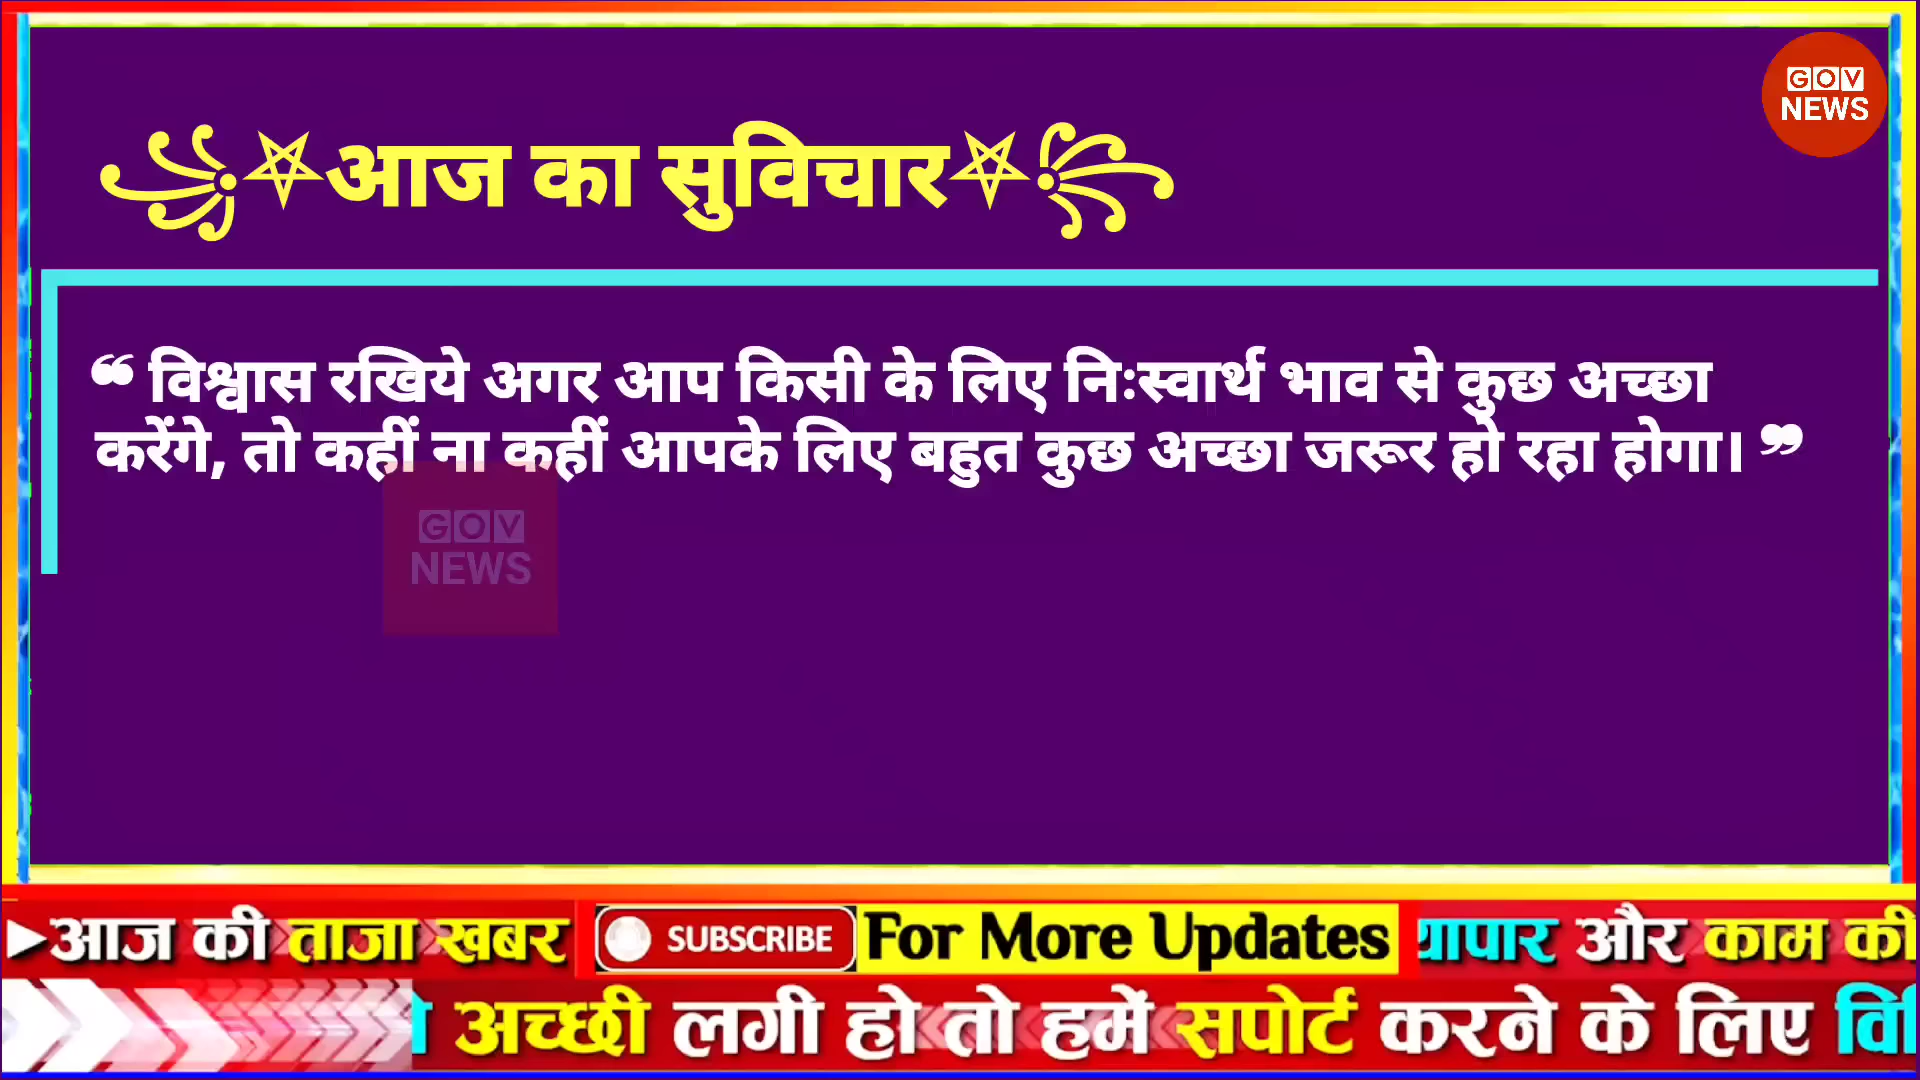 GOV
NEWS
꧁⛧आज का सुविचार⛧꧂
❝ विश्वास रखिये अगर आप किसी के लिए निःस्वार्थ भाव से कुछ अच्छा
करेंगे, तो कहीं ना कहीं आपके लिए बहुत कुछ अच्छा जरूर हो रहा होगा। ❞
GOV
NEWS
आज की ताजा खबर SUBSCRIBE For More Updates और काम की
अच्छी लगी हो तो हमें सपोर्ट करने के लिए